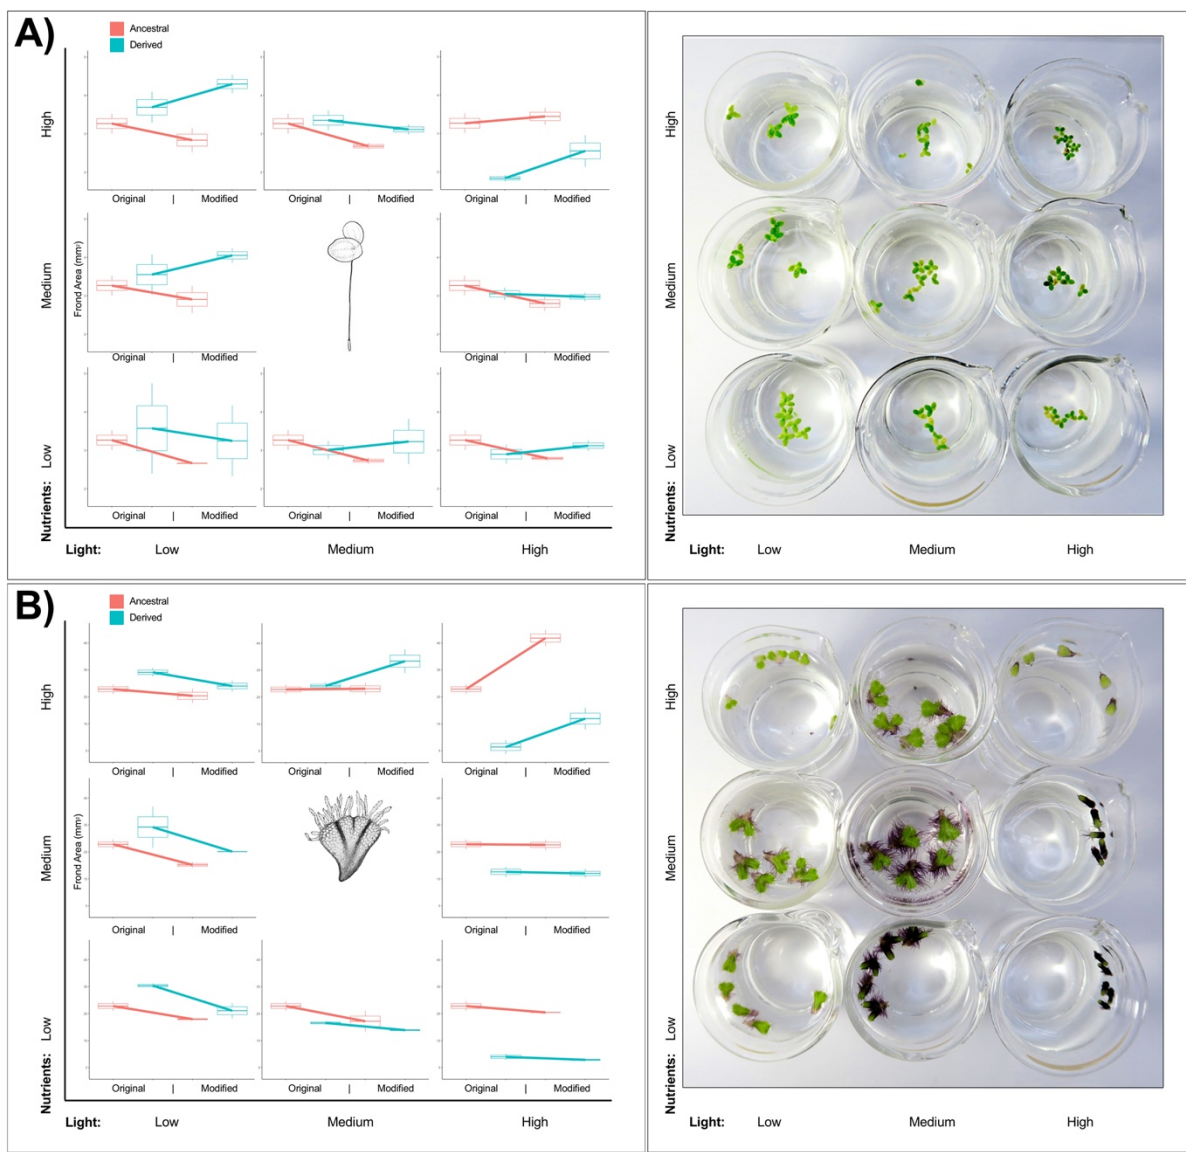 A)
Ancestral
Derived
High
Original | Modified
Original | Modified
Original | Modified
Medium
Frond Area (mm²)
Original | Modified
Original | Modified
Low
Original | Modified
Original | Modified
Original | Modified
Nutrients:
Light: Low Medium High
High
Medium
Low
Nutrients:
Light: Low Medium High
B)
Ancestral
Derived
High
Original | Modified
Original | Modified
Original | Modified
Medium
Frond Area (mm²)
Original | Modified
Original | Modified
Low
Original | Modified
Original | Modified
Original | Modified
Nutrients:
Light: Low Medium High
High
Medium
Low
Nutrients:
Light: Low Medium High